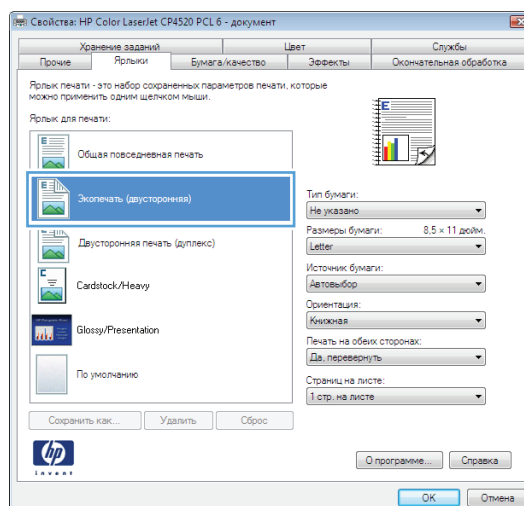 Свойства: HP Color LaserJet CP4520 PCL 6 - документ
Хранение заданий
Цвет
Службы
Прочие
Ярлыки
Бумага/качество
Эффекты
Окончательная обработка
Ярлык печати - это набор сохраненных параметров печати, которые
можно применить одним щелчком мыши.
Ярлык для печати:
Общая повседневная печать
Экопечать (двусторонняя)
Двусторонняя печать (дуплекс)
Cardstock/Heavy
Glossy/Presentation
По умолчанию
Сохранить как...
Удалить
Сброс
Тип бумаги:
Не указано
Размеры бумаги: 8,5 × 11 дюйм.
Letter
Источник бумаги:
Автовыбор
Ориентация:
Книжная
Печать на обеих сторонах:
Да, перевернуть
Страниц на листе:
1 стр. на листе
hp
invent
О программе...
Справка
OK
Отмена